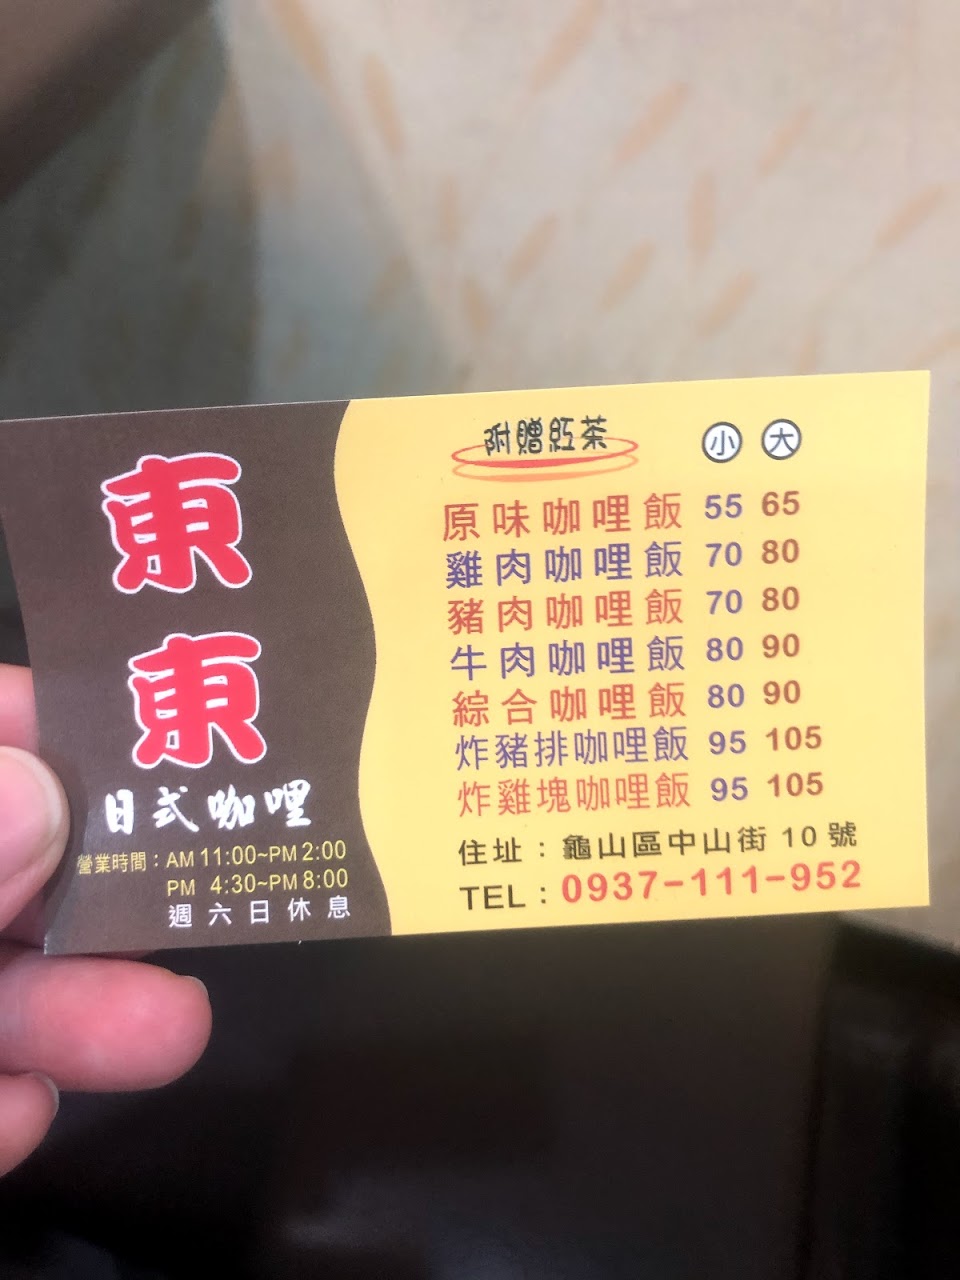 東
東
日式咖哩
營業時間：AM 11:00~PM 2:00
PM 4:30~PM 8:00
週六日休息
附贈紅茶 小 大
原味咖哩飯 55 65
雞肉咖哩飯 70 80
豬肉咖哩飯 70 80
牛肉咖哩飯 80 90
綜合咖哩飯 80 90
炸豬排咖哩飯 95 105
炸雞塊咖哩飯 95 105
住址：龜山區中山街 10 號
TEL：0937-111-952